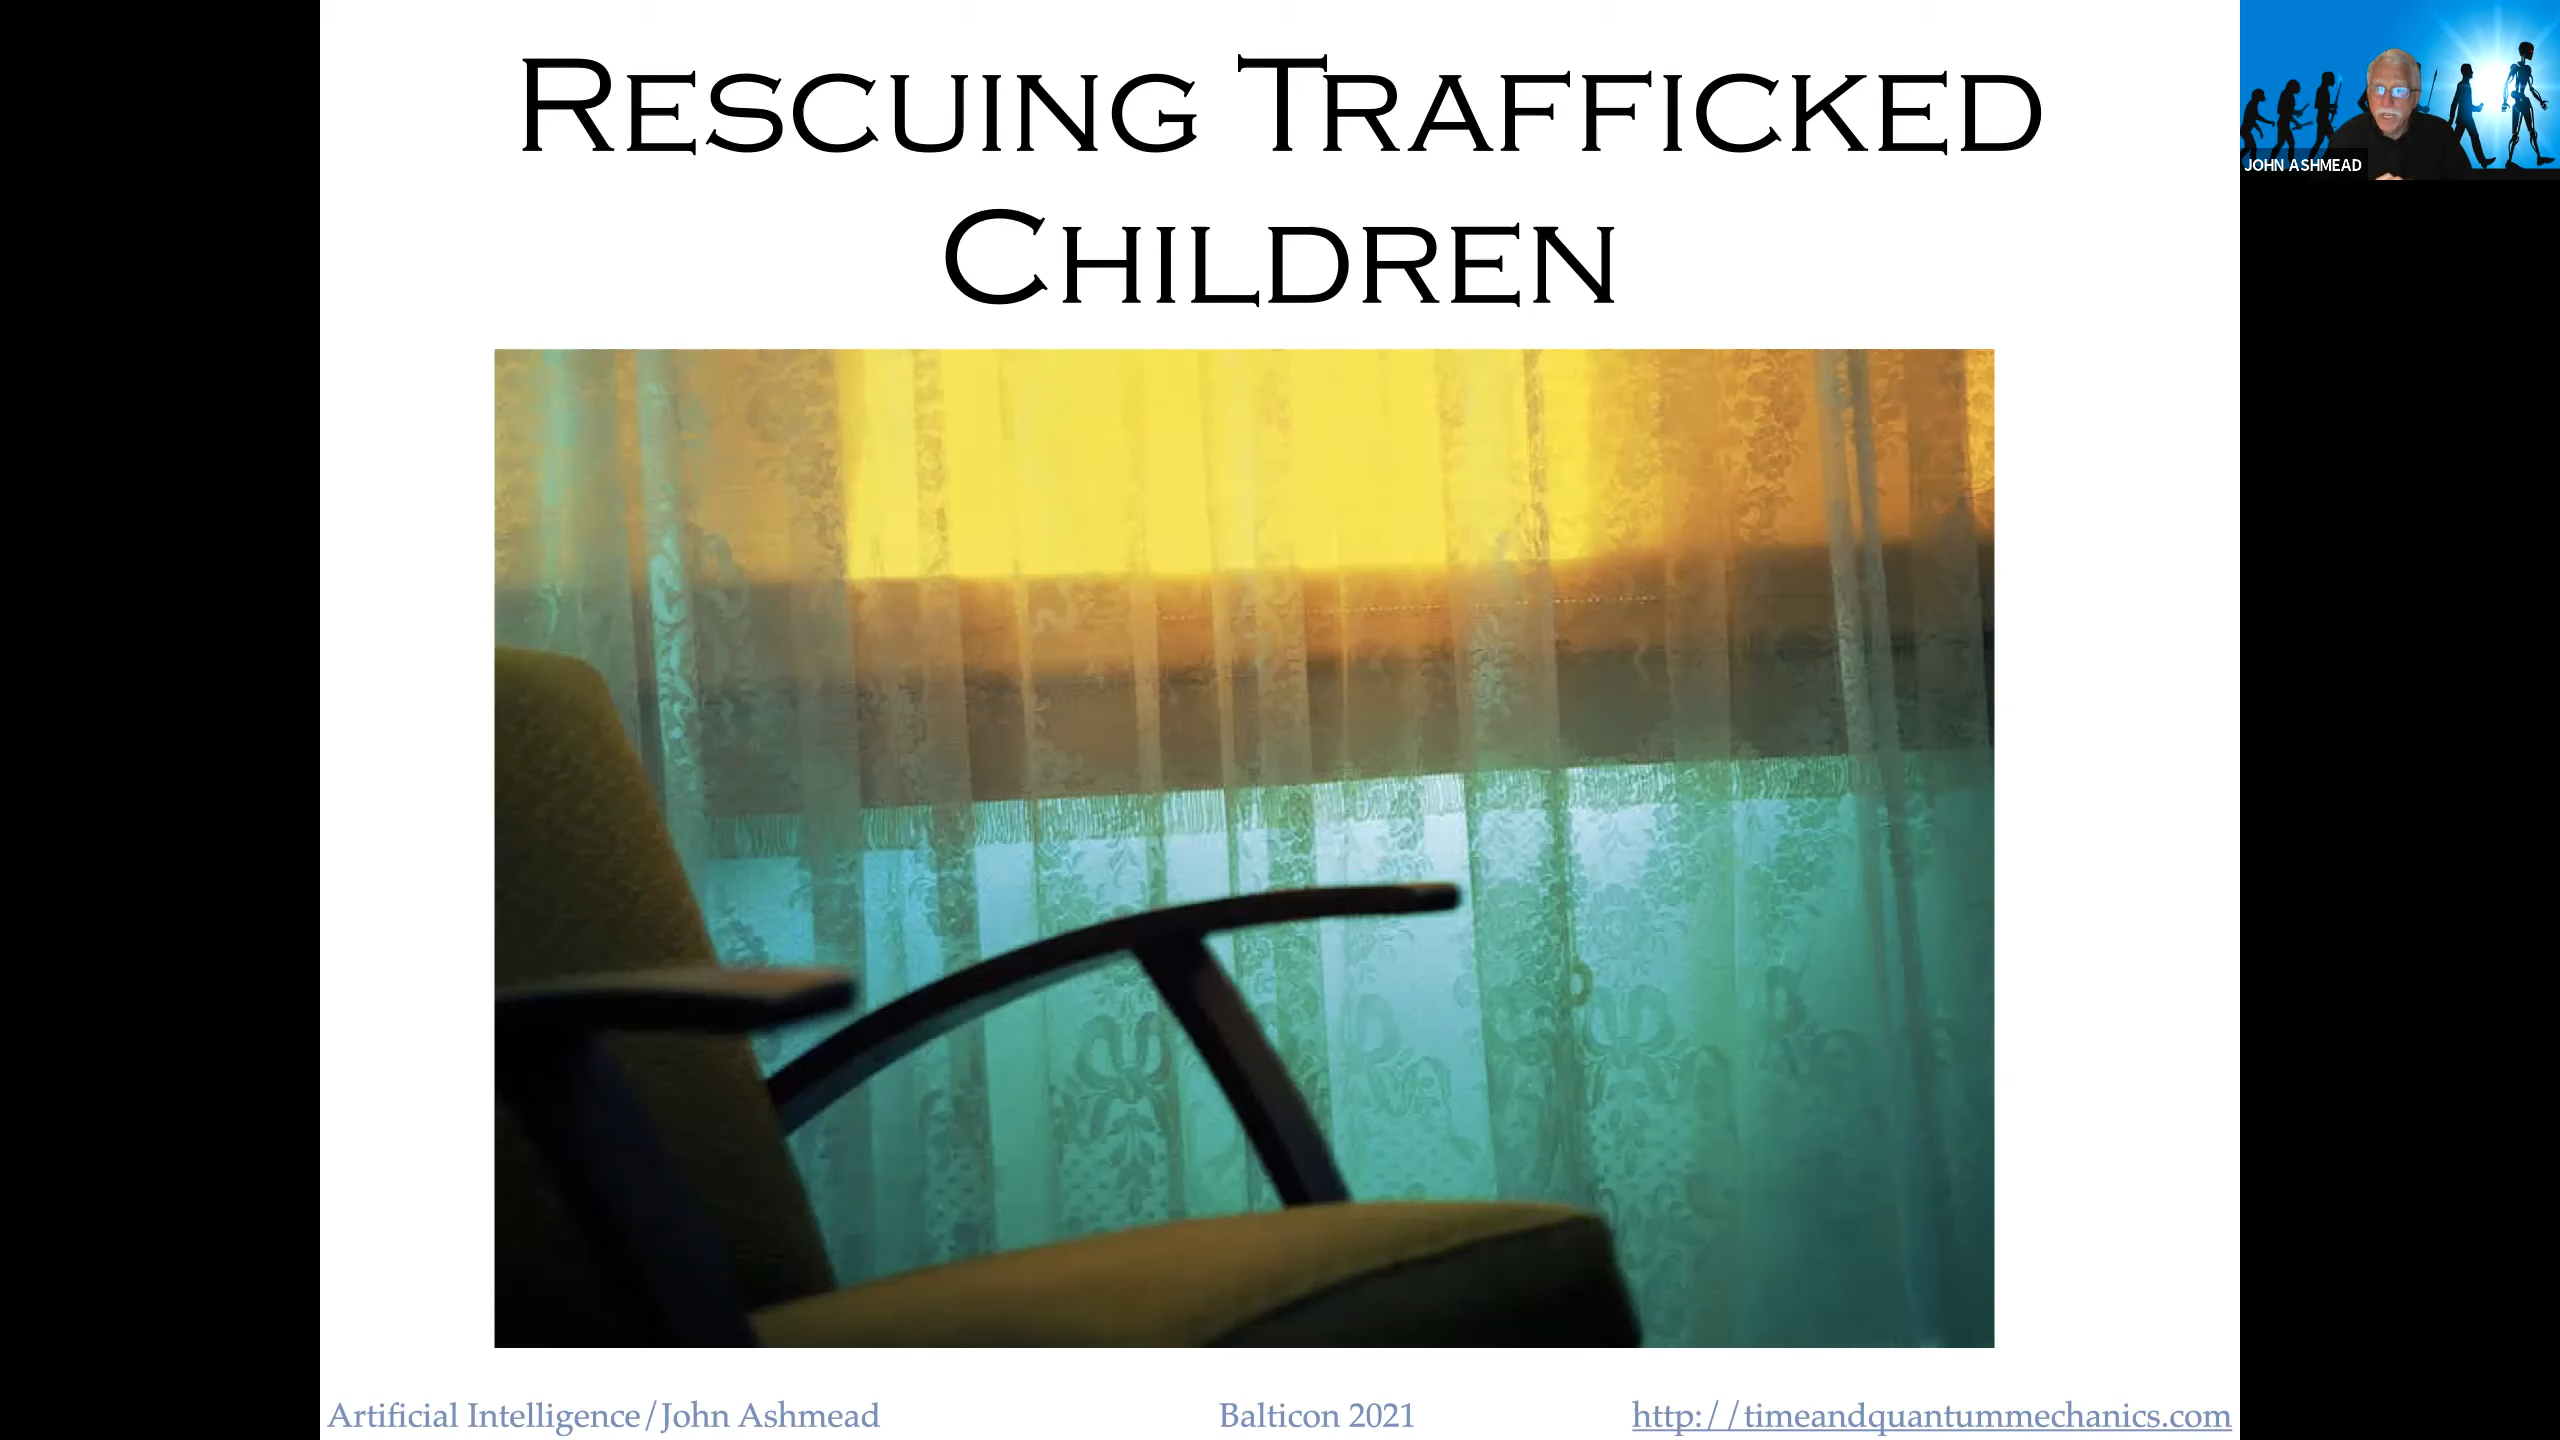 RESCUING TRAFFICKED
CHILDREN
JOHN ASHMEAD
Artificial Intelligence/John Ashmead
Balticon 2021
http://timeandquantummechanics.com